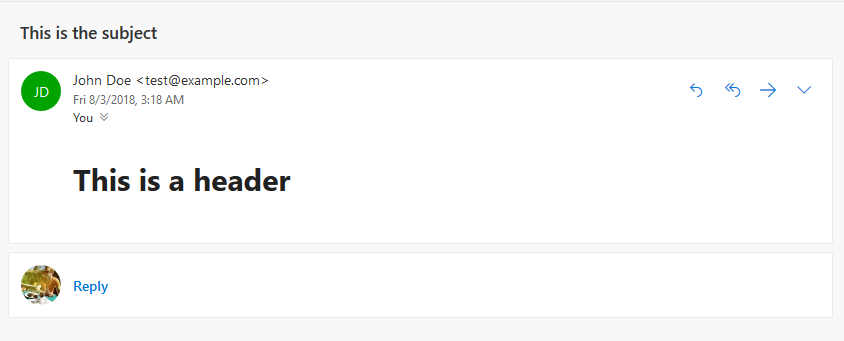 This is the subject
JD
John Doe <test@example.com>
Fri 8/3/2018, 3:18 AM
You
This is a header
Reply